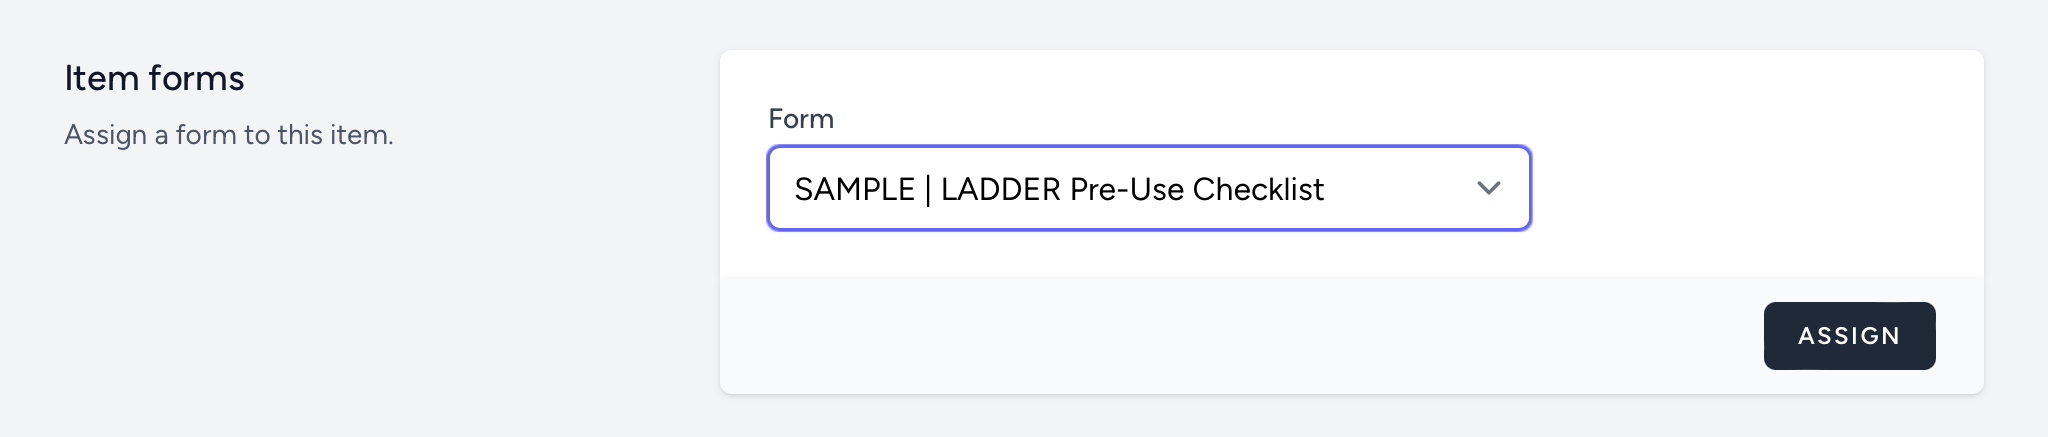 Item forms
Assign a form to this item.
Form
SAMPLE | LADDER Pre-Use Checklist
ASSIGN